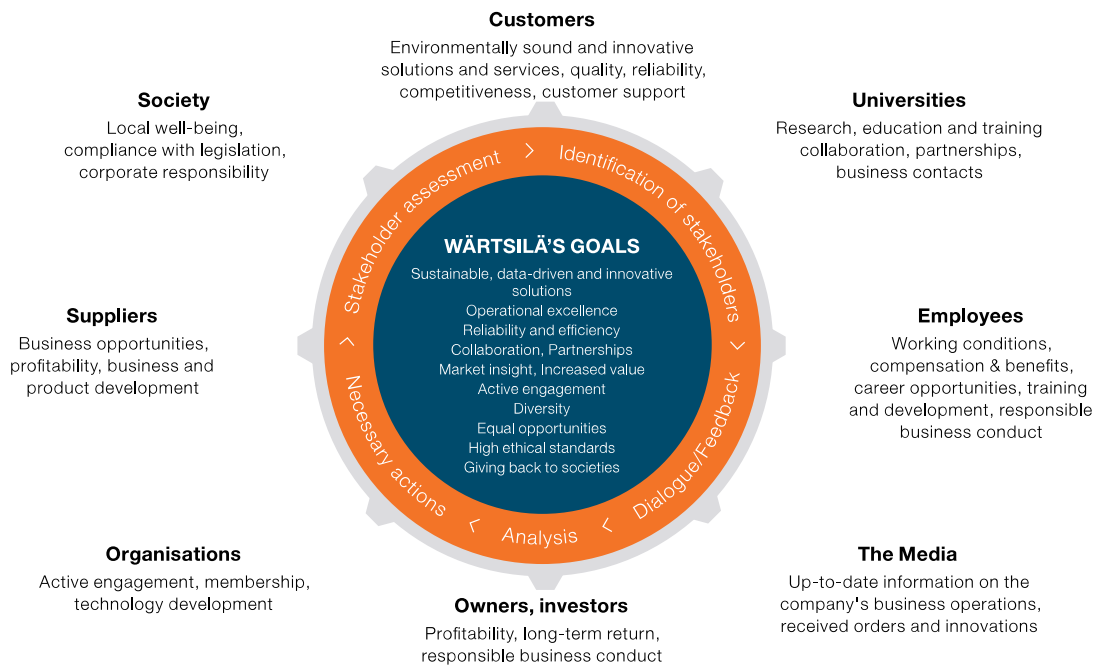 Customers
Environmentally sound and innovative
solutions and services, quality, reliability,
competitiveness, customer support
Society
Local well-being,
compliance with legislation,
corporate responsibility
Universities
Research, education and training
collaboration, partnerships,
business contacts
Stakeholder assessment >
Identification of stakeholders >
Dialogue/Feedback >
Analysis >
Necessary actions >
WÄRTSILÄ'S GOALS
Sustainable, data-driven and innovative
solutions
Operational excellence
Reliability and efficiency
Collaboration, Partnerships
Market insight, Increased value
Active engagement
Diversity
Equal opportunities
High ethical standards
Giving back to societies
Suppliers
Business opportunities,
profitability, business and
product development
Employees
Working conditions,
compensation & benefits,
career opportunities, training
and development, responsible
business conduct
Organisations
Active engagement, membership,
technology development
Owners, investors
Profitability, long-term return,
responsible business conduct
The Media
Up-to-date information on the
company's business operations,
received orders and innovations